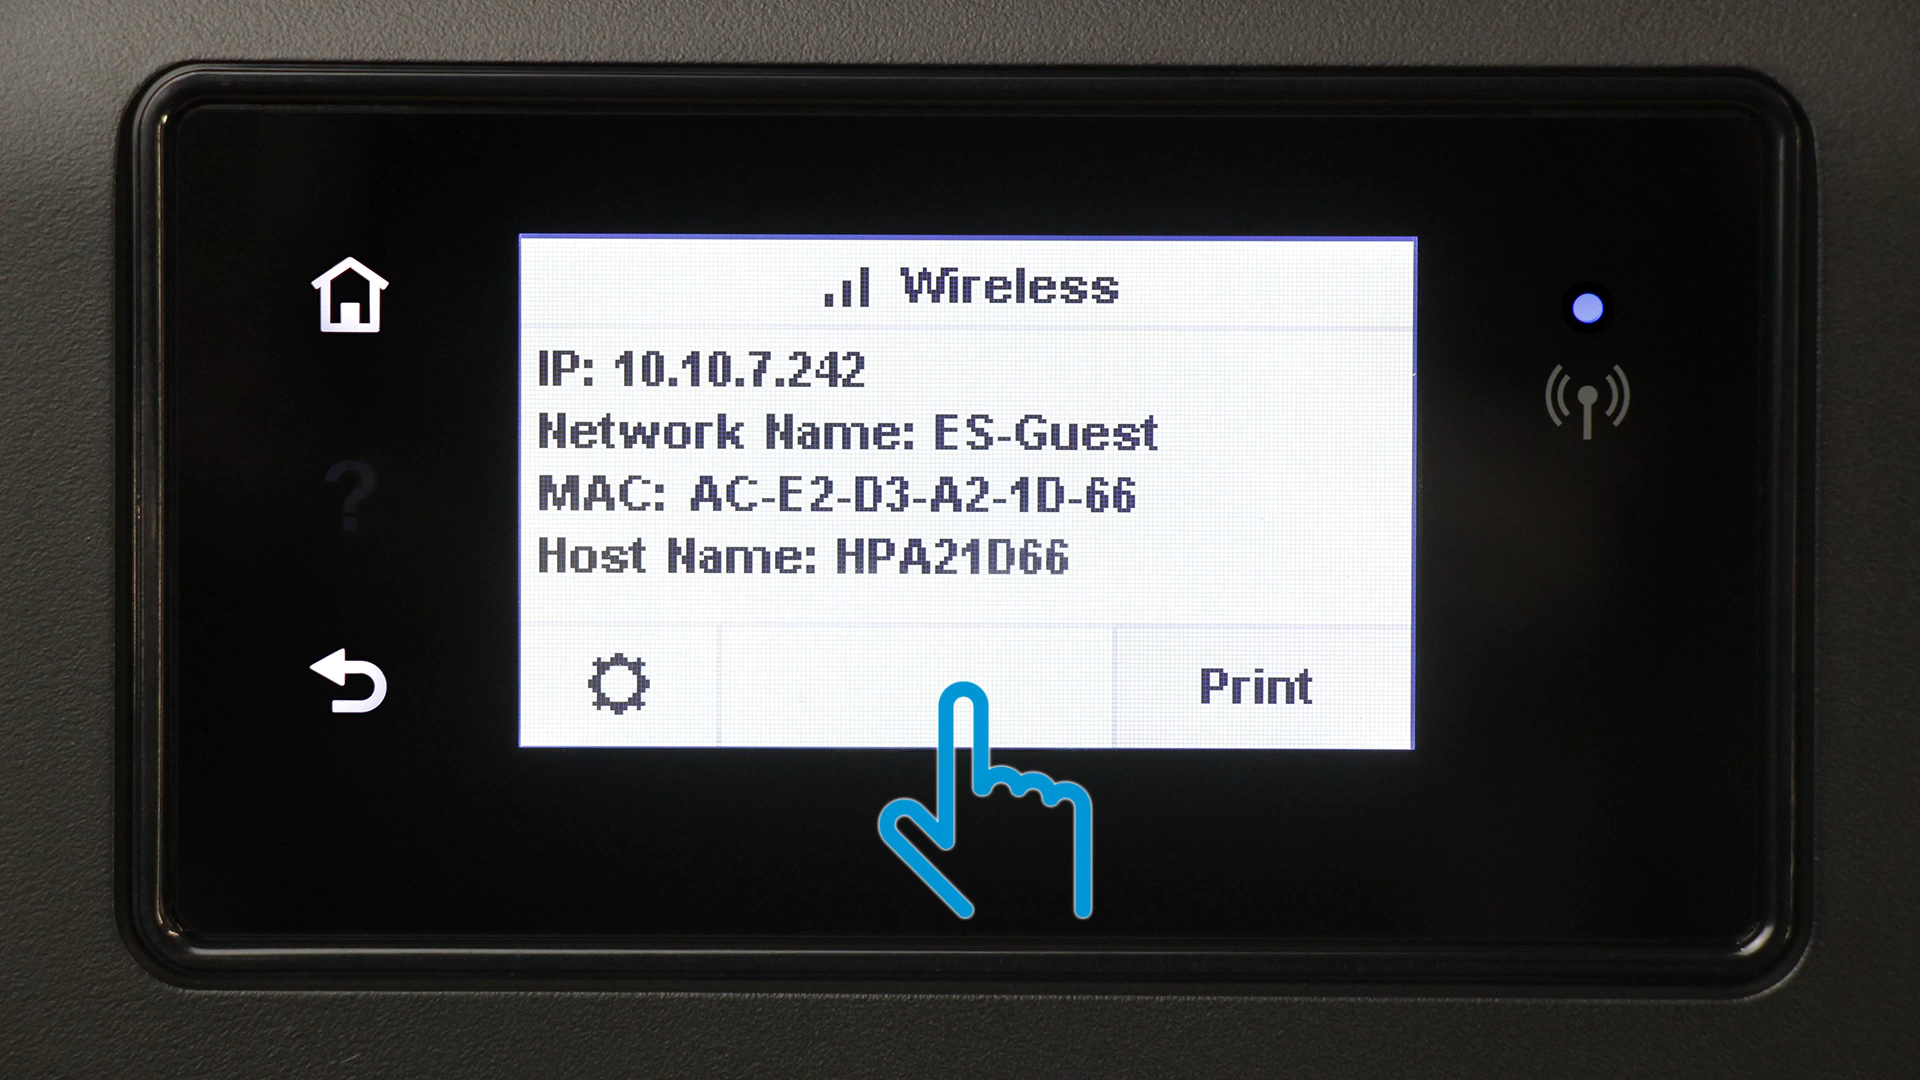 Wireless
IP: 10.10.7.242
Network Name: ES-Guest
MAC: AC-E2-D3-A2-1D-66
Host Name: HPA21D66
?
Print